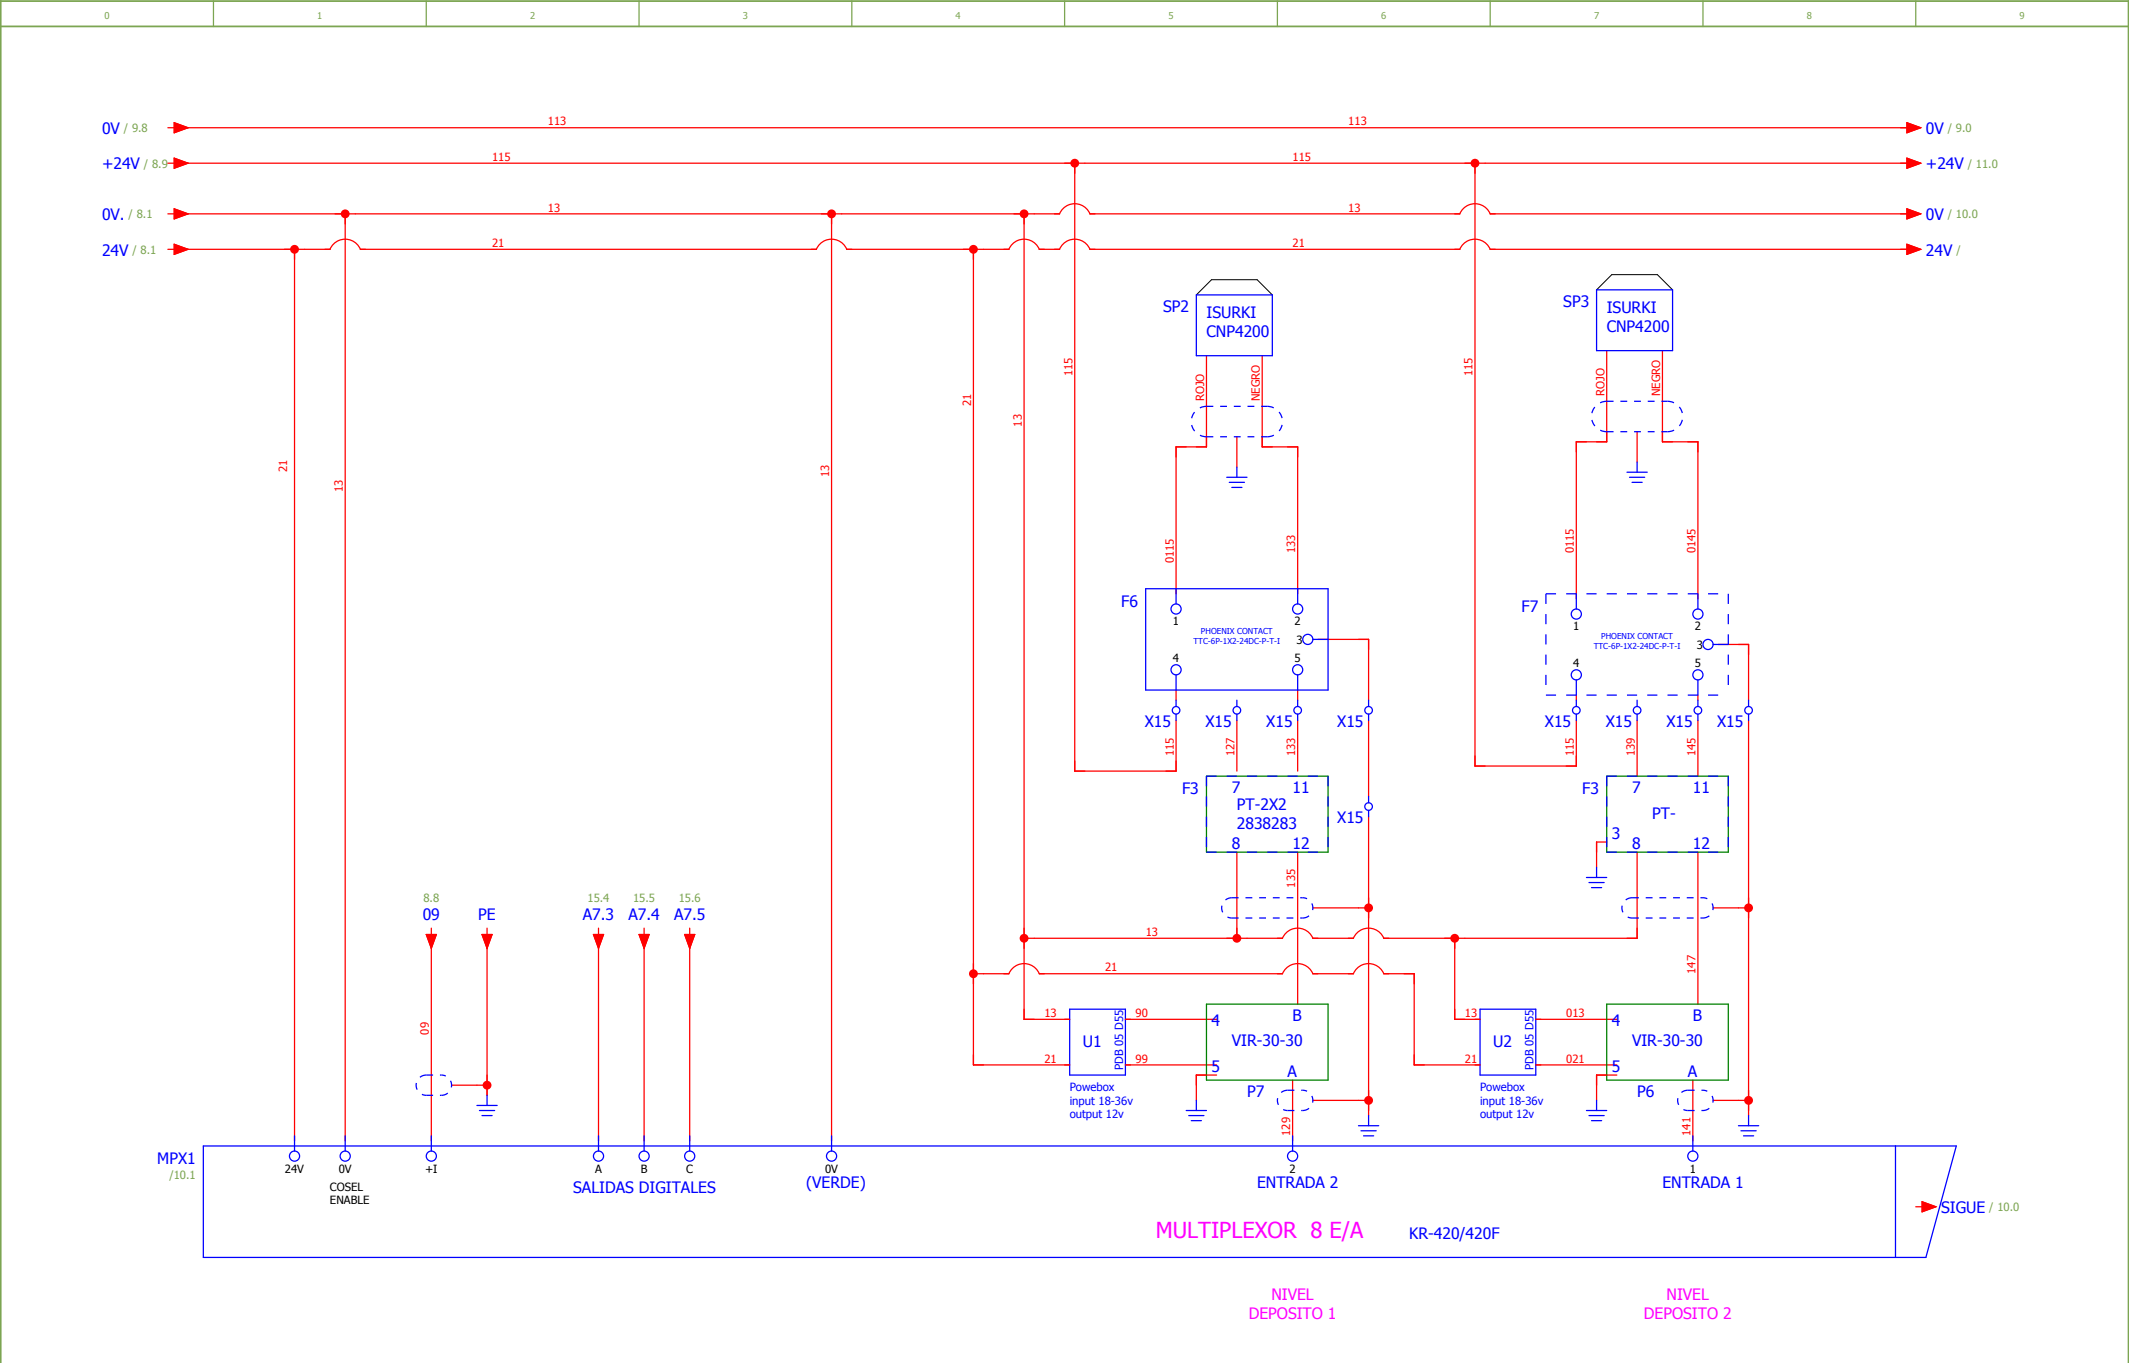 0 1 2 3 4 5 6 7 8 9
0V / 9.8 113 113 0V / 9.0
+24V / 8.9 115 115 +24V / 11.0
0V. / 8.1 13 13 0V / 10.0
24V / 8.1 21 21 24V /
SP2 ISURKI
CNP4200
SP3 ISURKI
CNP4200
ROJO NEGRO ROJO NEGRO
115 115
21 13
21 13 13
0115 133 0115 0145
F6 1 2
PHOENIX CONTACT
TTC-6P-1X2-24DC-P-T-I
3
4 5
F7 1 2
PHOENIX CONTACT
TTC-6P-1X2-24DC-P-T-I
3
4 5
X15 X15 X15 X15 X15 X15 X15 X15
115 127 133 115 139 145
F3 7 11
PT-2X2
2838283
8 12
X15
F3 7 11
PT-
3
8 12
135
8.8 15.4 15.5 15.6
09 PE A7.3 A7.4 A7.5
13
21
147
09
13 90
21 99
U1 PDB 05 D55
4 B
VIR-30-30
5 A
Powebox
input 18-36v
output 12v
P7
129
13 013
21 021
U2 PDB 05 D55
4 B
VIR-30-30
5 A
Powebox
input 18-36v
output 12v
P6
141
MPX1
/10.1
24V 0V +I A B C 0V 2 1
COSEL
ENABLE
SALIDAS DIGITALES (VERDE) ENTRADA 2 ENTRADA 1
SIGUE / 10.0
MULTIPLEXOR 8 E/A KR-420/420F
NIVEL
DEPOSITO 1
NIVEL
DEPOSITO 2